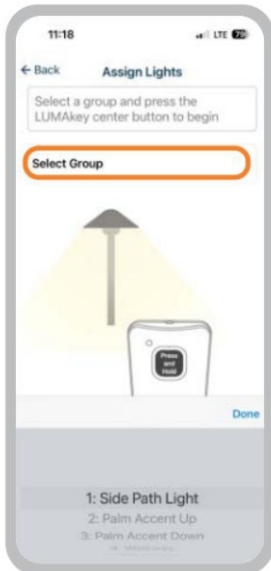 11:18
LTE
← Back
Assign Lights
Select a group and press the
LUMAkey center button to begin
Select Group
Press
and
Hold
Done
1: Side Path Light
2: Palm Accent Up
3: Palm Accent Down